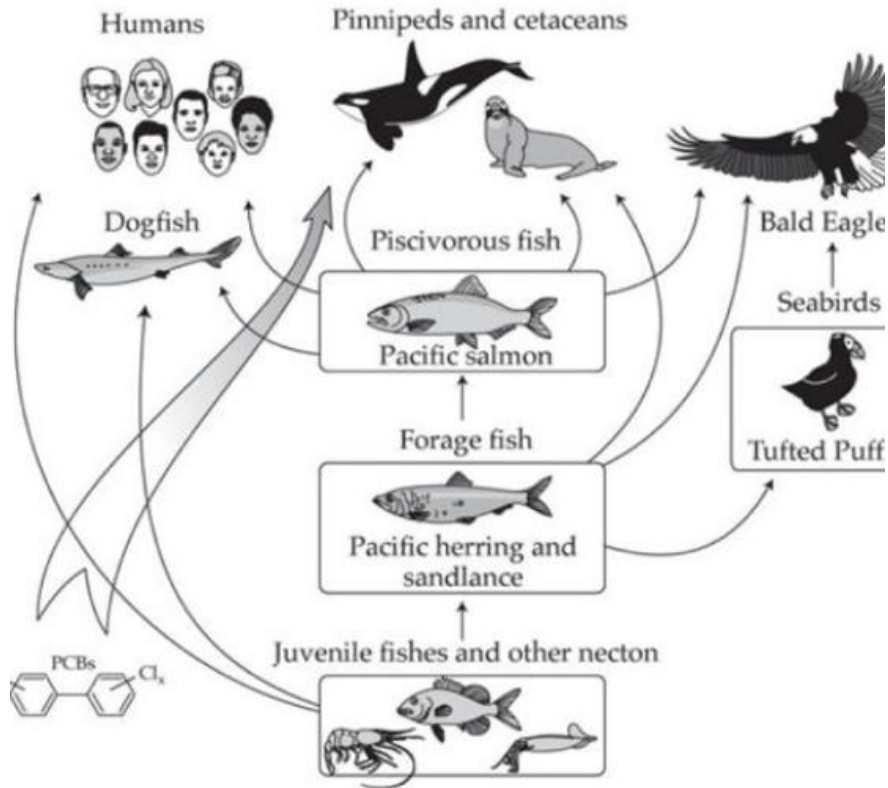 Humans
Pinnipeds and cetaceans
Dogfish
Piscivorous fish
Bald Eagle
Pacific salmon
Seabirds
Forage fish
Tufted Puff
Pacific herring and
sandlance
Juvenile fishes and other necton
PCBs
Clx